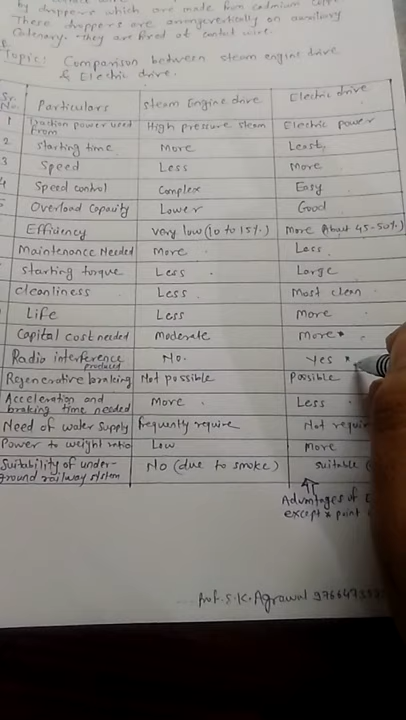 by droppers which are made from cadmium copp
These droppers are arranged vertically on auxiliary
Catenary. They are fired at contact wire.
Topic: Comparison between steam engine drive
& Electric drive.
Sr. No. Particulars Steam Engine drive Electric drive
1 Traction power used From High pressure steam Electric power
2 Starting time More Least
3 Speed Less More
4 Speed control Complex Easy
Overload Capacity Lower Good
Efficiency very low (10 to 15%) More About 45-50%)
Maintenance Needed More Less
Starting torque Less Large
cleanliness Less Most clean
Life Less More
Capital cost needed Moderate More*
Radio interference produced No. Yes *
Regenerative braking Not possible Possible
Acceleration and braking time needed More Less
Need of water supply frequently require Not requir
Power to weight ratio Low More
Suitability of under-ground railway system No (due to smoke) suitable (
Advantages of
except * point
Prof. S.K. Agrawal